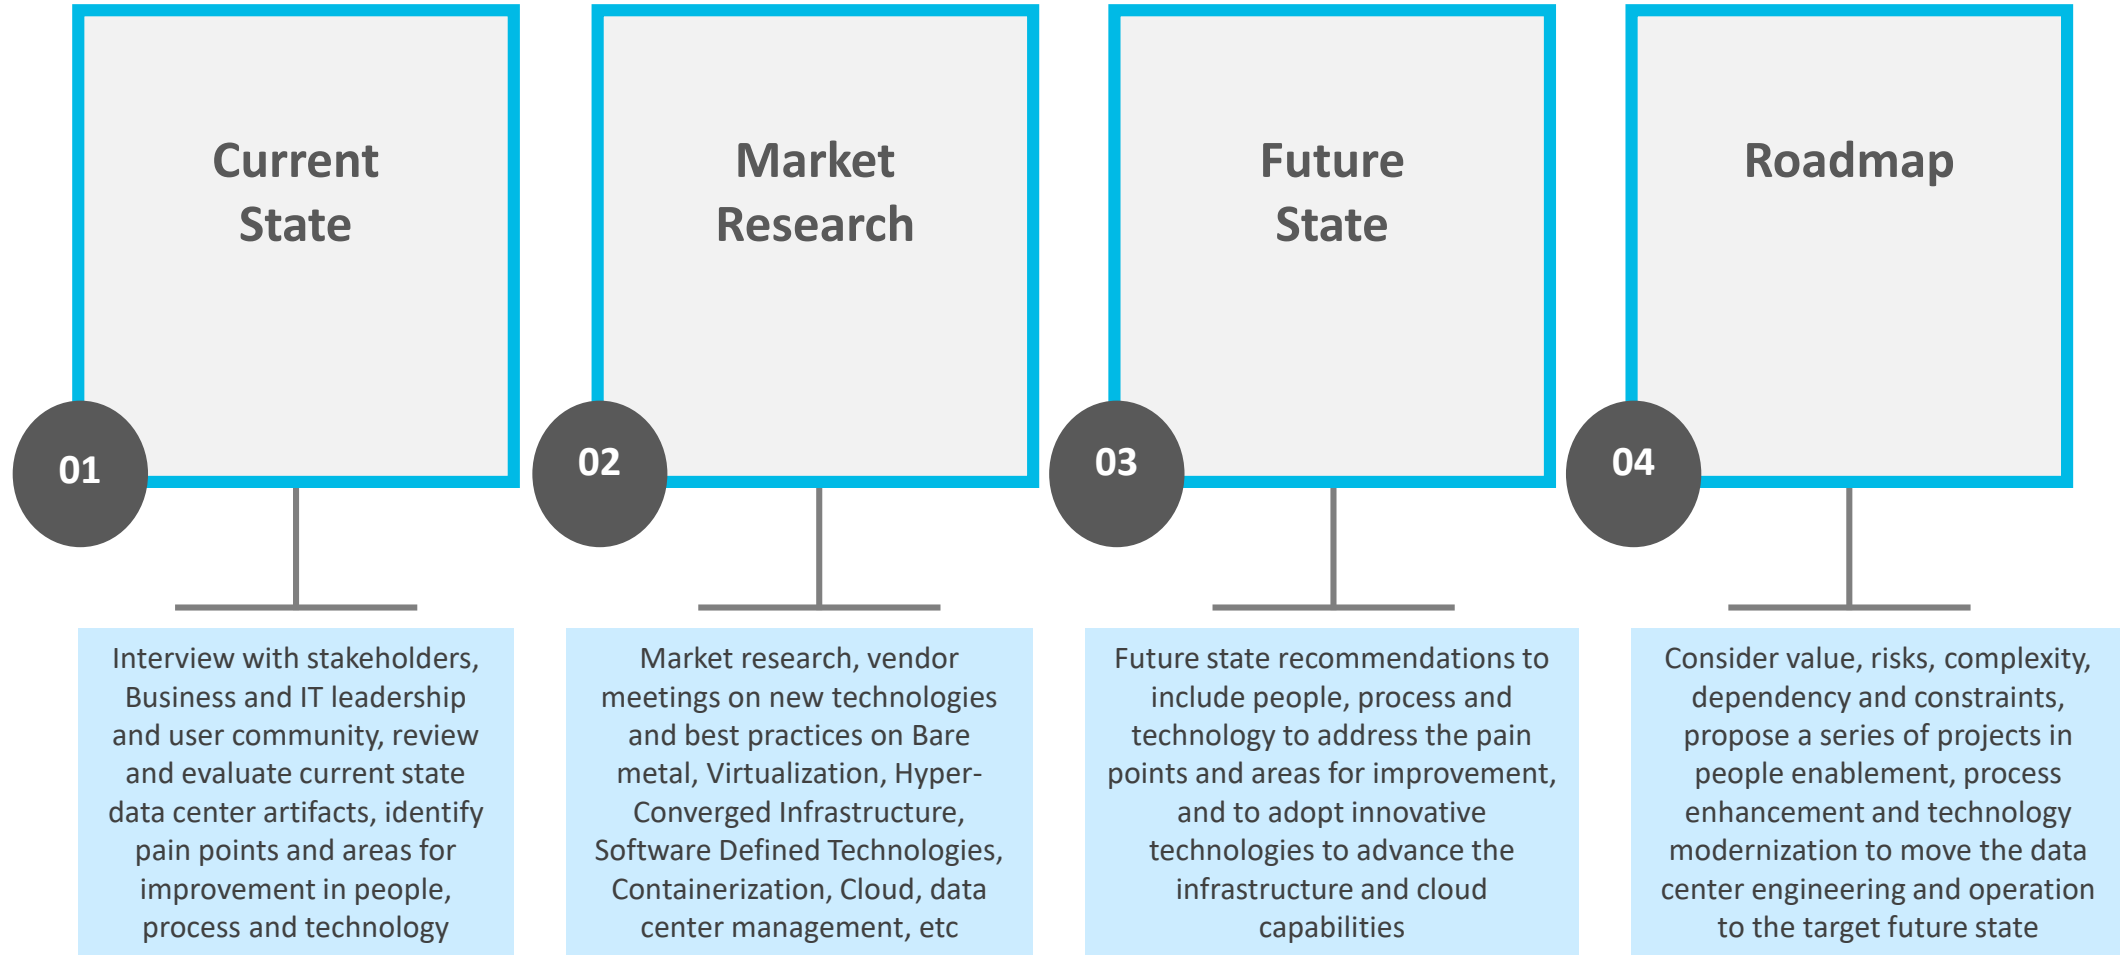 Current
State
01
Interview with stakeholders,
Business and IT leadership
and user community, review
and evaluate current state
data center artifacts, identify
pain points and areas for
improvement in people,
process and technology
Market
Research
02
Market research, vendor
meetings on new technologies
and best practices on Bare
metal, Virtualization, Hyper-
Converged Infrastructure,
Software Defined Technologies,
Containerization, Cloud, data
center management, etc
Future
State
03
Future state recommendations to
include people, process and
technology to address the pain
points and areas for improvement,
and to adopt innovative
technologies to advance the
infrastructure and cloud
capabilities
Roadmap
04
Consider value, risks, complexity,
dependency and constraints,
propose a series of projects in
people enablement, process
enhancement and technology
modernization to move the data
center engineering and operation
to the target future state